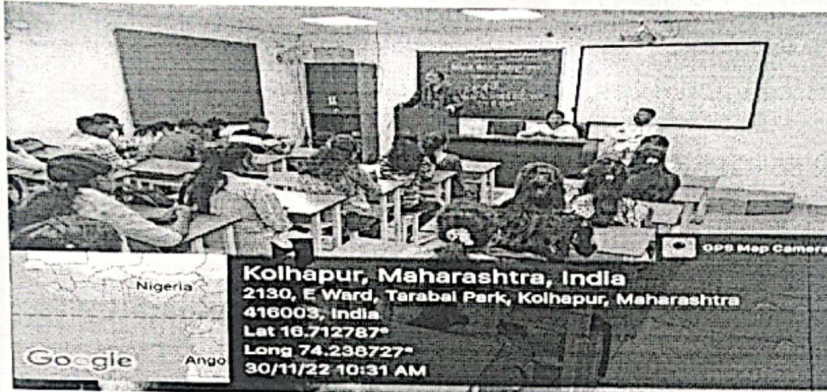 GPS Map Camera
Nigeria
Google
Ango
Kolhapur, Maharashtra, India
2130, E Ward, Tarabai Park, Kolhapur, Maharashtra
416003, India
Lat 16.712787°
Long 74.238727°
30/11/22 10:31 AM